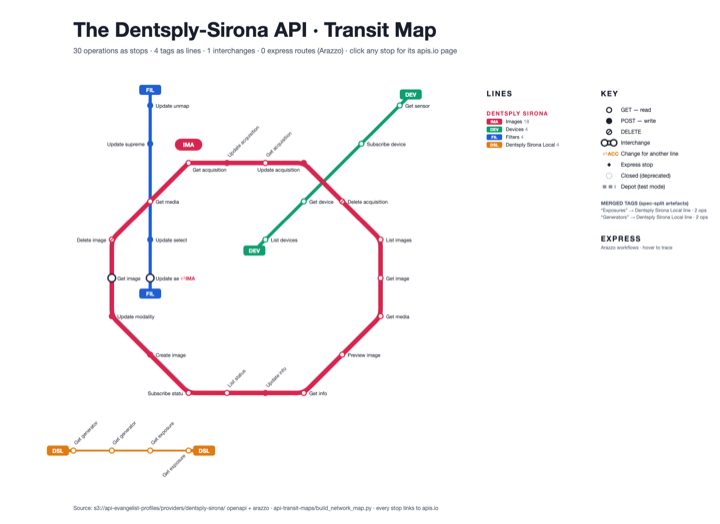 The Dentsply-Sirona API · Transit Map
30 operations as stops · 4 tags as lines · 1 interchanges · 0 express routes (Arazzo) · click any stop for its apis.io page
FIL
Update unmap
Update supreme
IMA
Update acquisition
Get acquisition
Get acquisition
Update acquisition
DEV
Get sensor
Subscribe device
Get media
Get device
Delete acquisition
Delete image
Update select
List devices
DEV
List images
Get image
Update as
IMA
Get image
FIL
Update modality
Get media
Create image
Preview image
List status
Update info
Subscribe statu
Get info
Get generator
Get generator
Get exposure
DSL
DSL
Get exposure
LINES
DENTSPLY SIRONA
IMA Images 18
DEV Devices 4
FIL Filters 4
DSL Dentsply Sirona Local 4
KEY
GET — read
POST — write
DELETE
Interchange
ACC Change for another line
Express stop
Closed (deprecated)
Depot (test mode)
MERGED TAGS (spec-split artefacts)
"Exposures" → Dentsply Sirona Local line · 2 ops
"Generators" → Dentsply Sirona Local line · 2 ops
EXPRESS
Arazzo workflows · hover to trace
Source: s3://api-evangelist-profiles/providers/dentsply-sirona/ openapi + arazzo · api-transit-maps/build_network_map.py · every stop links to apis.io